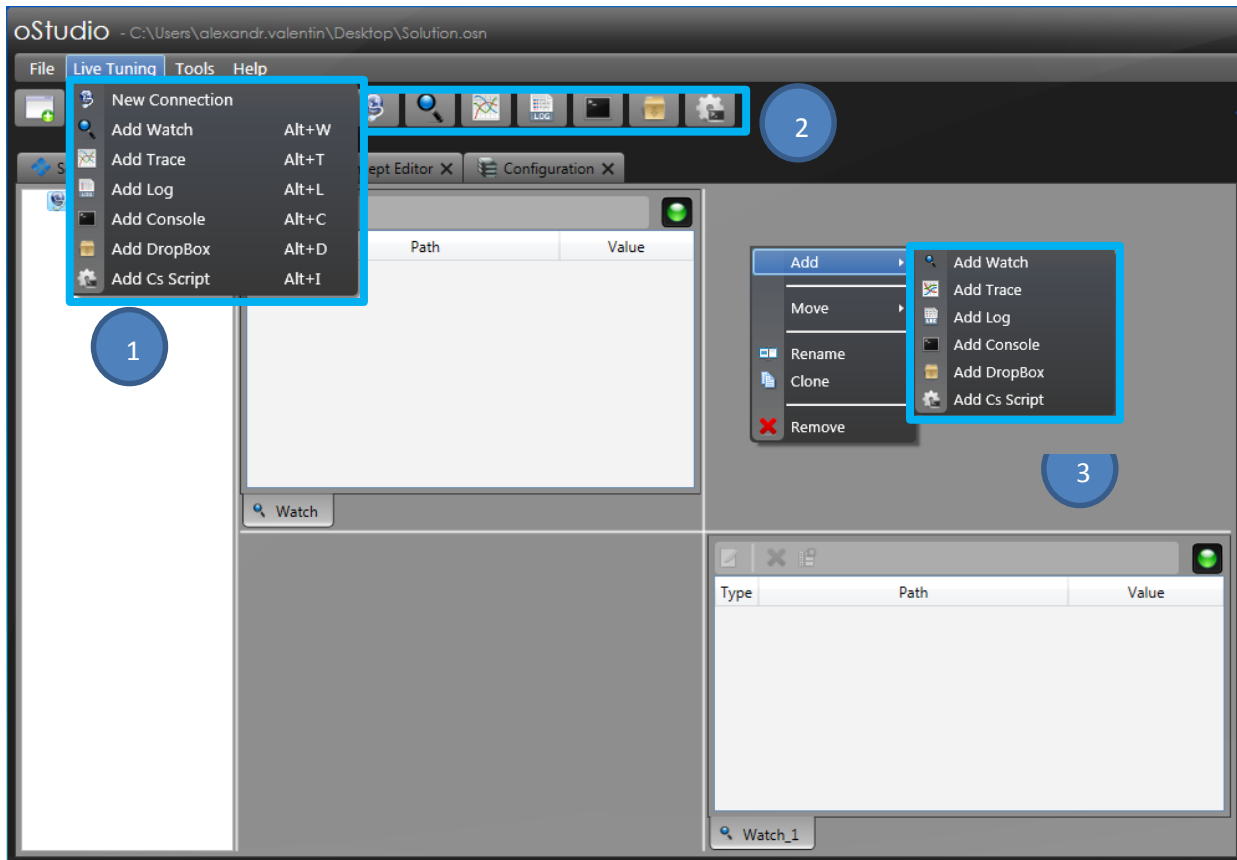 oStudio - C:\Users\alexandr.valentin\Desktop\Solution.osn
File Live Tuning Tools Help
New Connection
Add Watch Alt+W
Add Trace Alt+T
Add Log Alt+L
Add Console Alt+C
Add DropBox Alt+D
Add Cs Script Alt+I
1
LOG
2
S
ept Editor
Configuration
Path Value
Add
Move
Rename
Clone
Remove
Add Watch
Add Trace
Add Log
Add Console
Add DropBox
Add Cs Script
3
Watch
Type Path Value
Watch_1